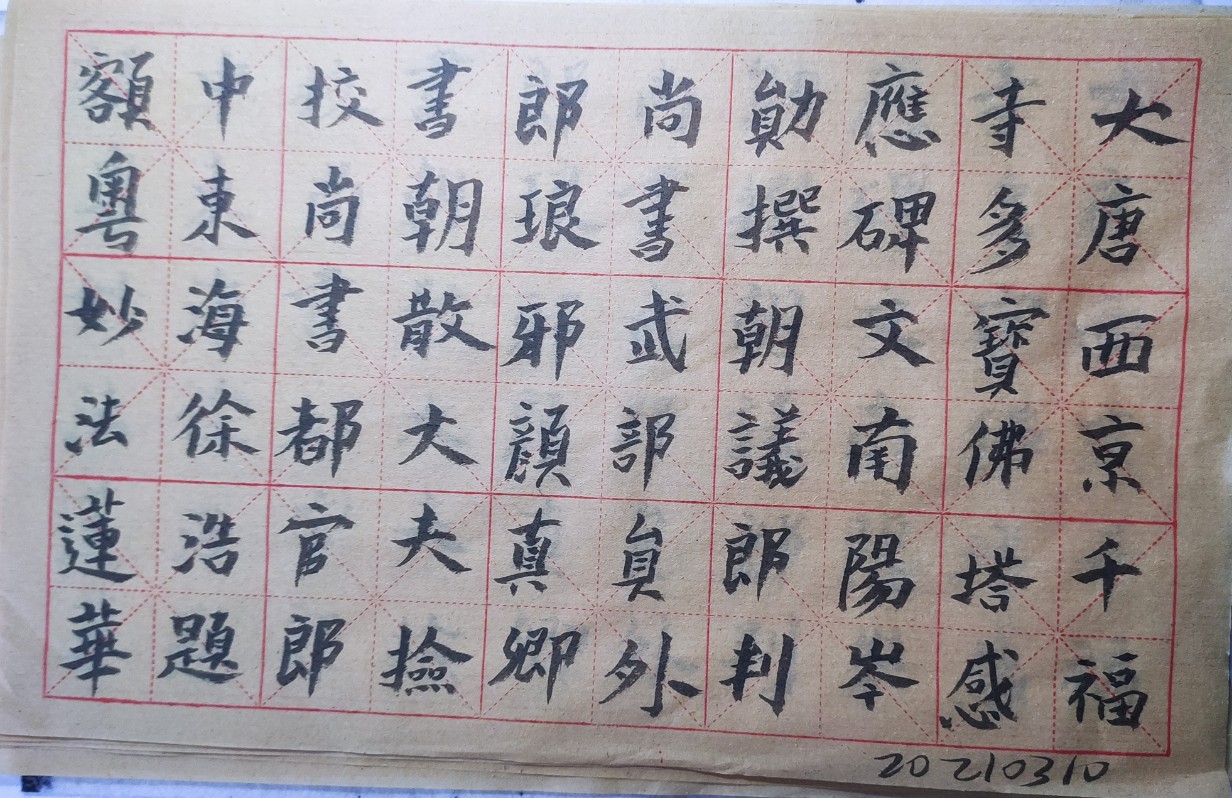 大唐西京千福
寺多寶佛塔感
應碑文南陽岑
勛撰朝議郎判
尚書武部員外
郎琅邪顏真卿
書朝散大夫撿
挍尚書都官郎
中東海徐浩題
額粵妙法蓮華
20210310